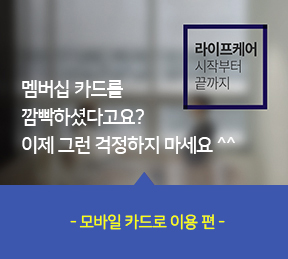 라이프케어
시작부터
끝까지
멤버십 카드를
깜빡하셨다고요?
이제 그런 걱정하지 마세요 ^^
- 모바일 카드로 이용 편 -